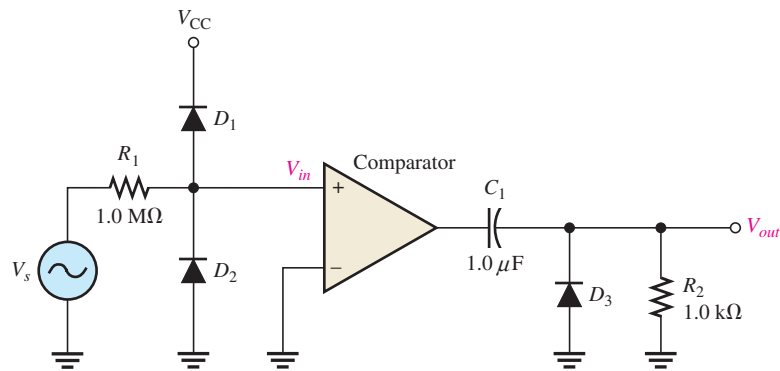 VCC
D1
R1
1.0 MΩ
Vin
Comparator
+
−
C1
1.0 μF
Vout
Vs
D2
D3
R2
1.0 kΩ